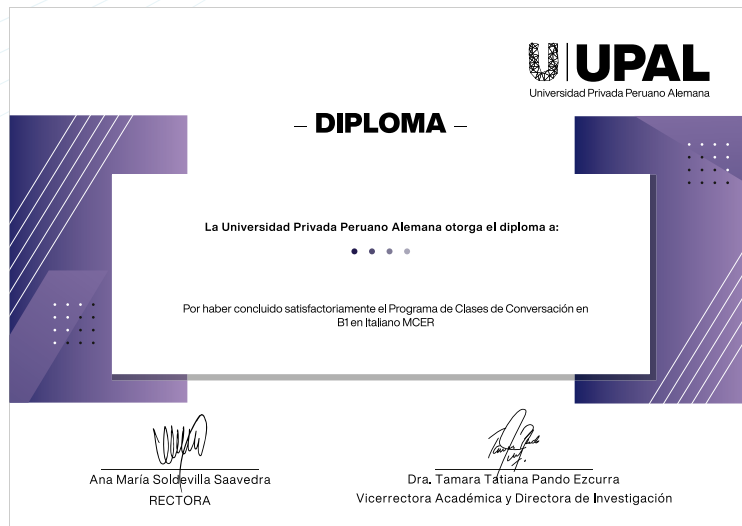 UPAL
Universidad Privada Peruano Alemana
– DIPLOMA –
La Universidad Privada Peruano Alemana otorga el diploma a:
Por haber concluido satisfactoriamente el Programa de Clases de Conversación en
B1 en Italiano MCER
Ana María Soldevilla Saavedra
RECTORA
Dra. Tamara Tatiana Pando Ezcurra
Vicerrectora Académica y Directora de Investigación